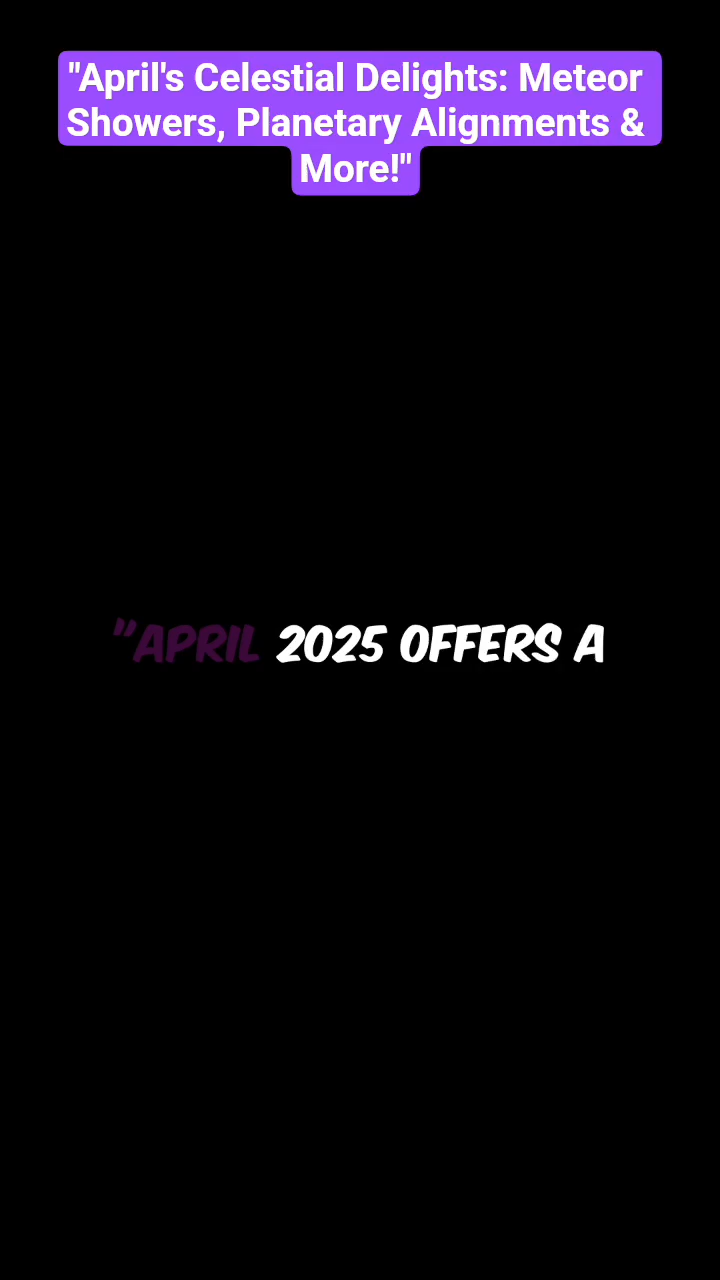 "April's Celestial Delights: Meteor
Showers, Planetary Alignments &
More!"
"APRIL 2025 OFFERS A